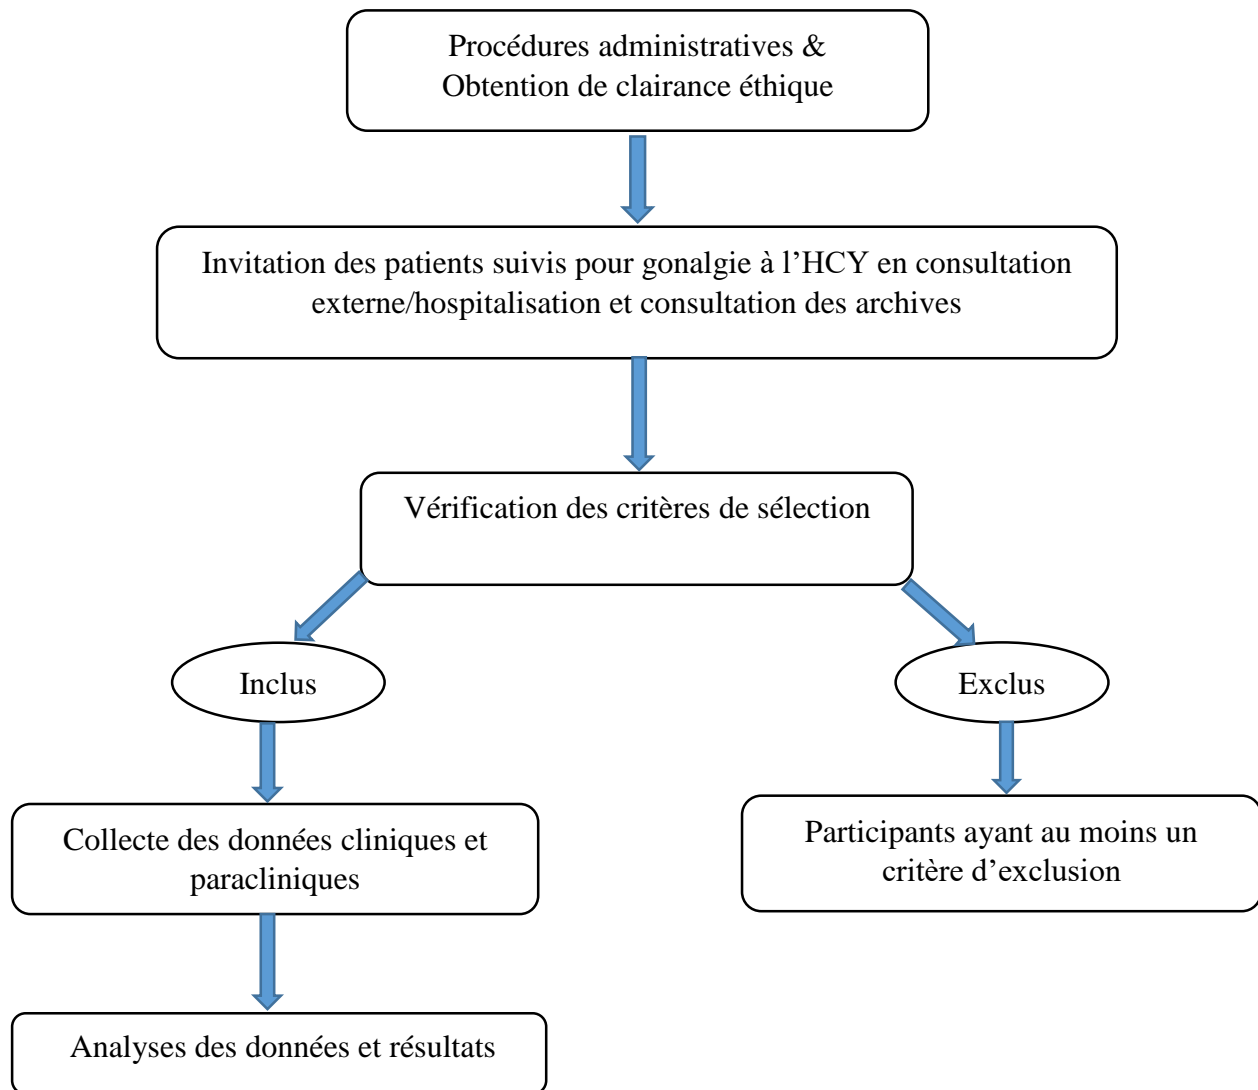 Procédures administratives &
Obtention de clairance éthique
Invitation des patients suivis pour gonalgie à l’HCY en consultation
externe/hospitalisation et consultation des archives
Vérification des critères de sélection
Inclus
Exclus
Collecte des données cliniques et
paracliniques
Participants ayant au moins un
critère d’exclusion
Analyses des données et résultats